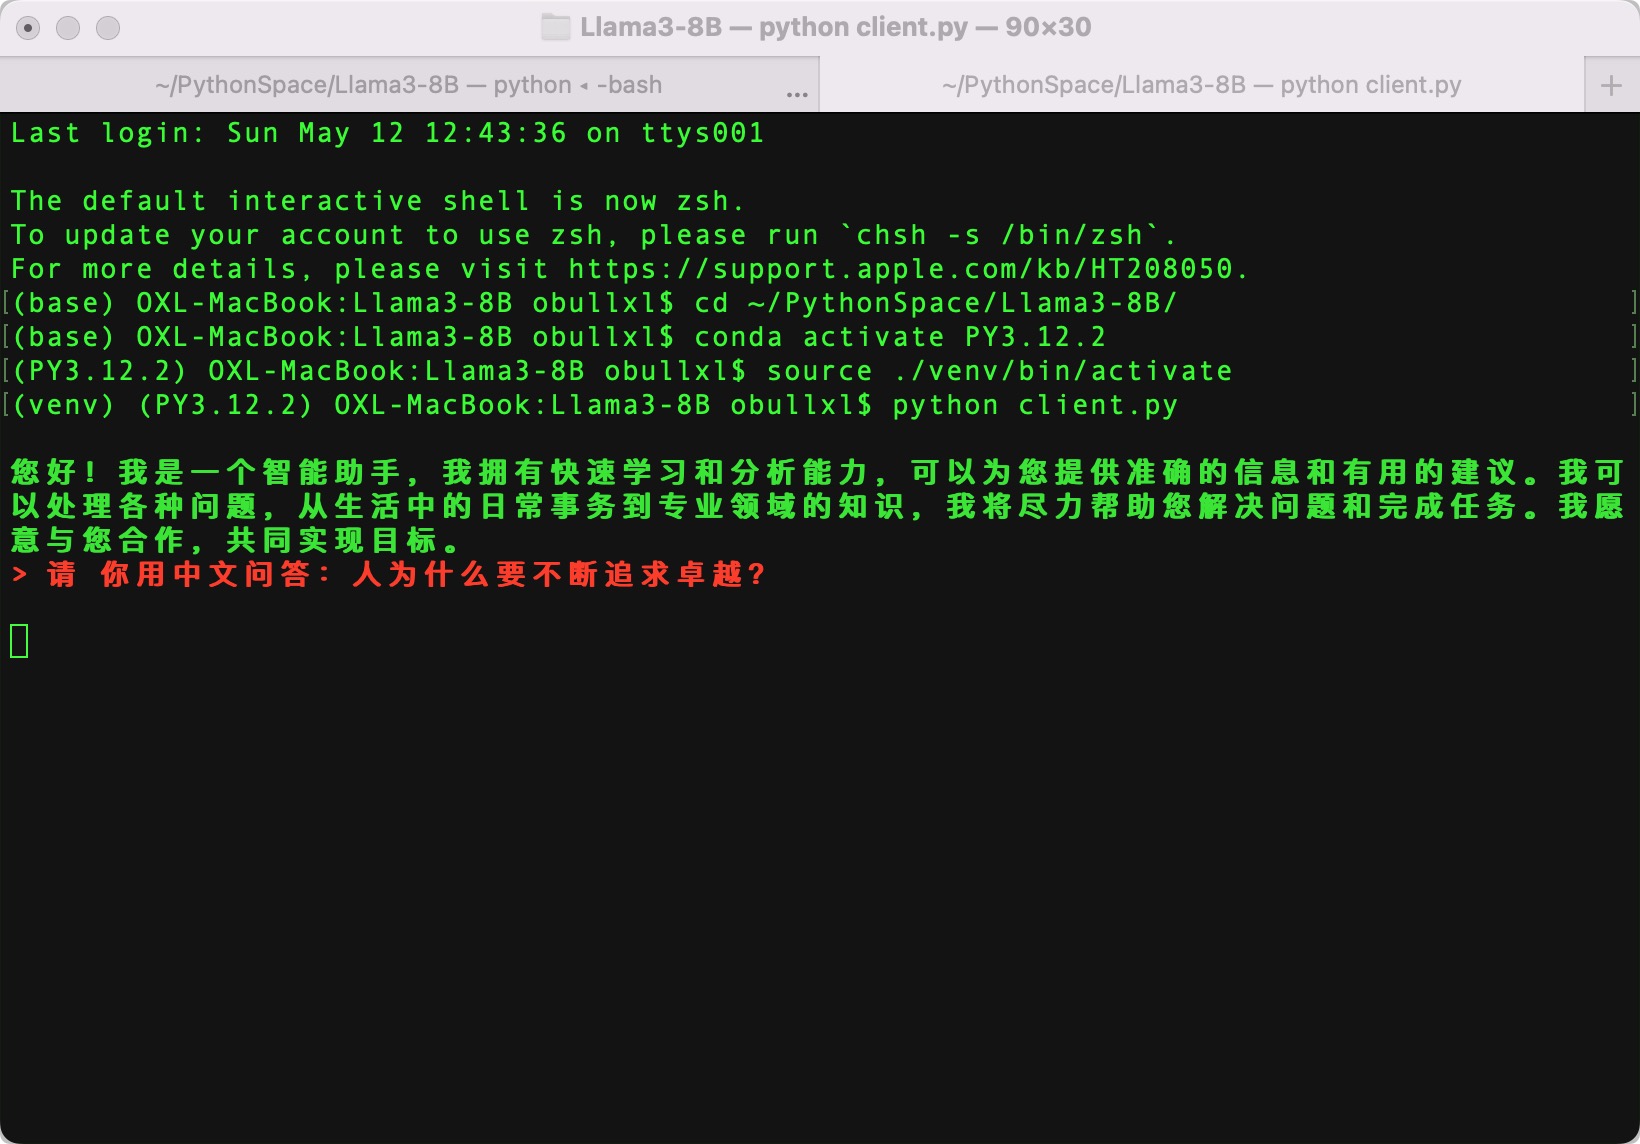 Llama3-8B — python client.py — 90×30
~/PythonSpace/Llama3-8B — python ◂ -bash ... ~/PythonSpace/Llama3-8B — python client.py +
Last login: Sun May 12 12:43:36 on ttys001
The default interactive shell is now zsh.
To update your account to use zsh, please run `chsh -s /bin/zsh`.
For more details, please visit https://support.apple.com/kb/HT208050.
[(base) OXL-MacBook:Llama3-8B obullxl$ cd ~/PythonSpace/Llama3-8B/ ]
[(base) OXL-MacBook:Llama3-8B obullxl$ conda activate PY3.12.2 ]
[(PY3.12.2) OXL-MacBook:Llama3-8B obullxl$ source ./venv/bin/activate ]
[(venv) (PY3.12.2) OXL-MacBook:Llama3-8B obullxl$ python client.py ]
您好！我是一个智能助手，我拥有快速学习和分析能力，可以为您提供准确的信息和有用的建议。我可
以处理各种问题，从生活中的日常事务到专业领域的知识，我将尽力帮助您解决问题和完成任务。我愿
意与您合作，共同实现目标。
> 请 你用中文问答：人为什么要不断追求卓越？